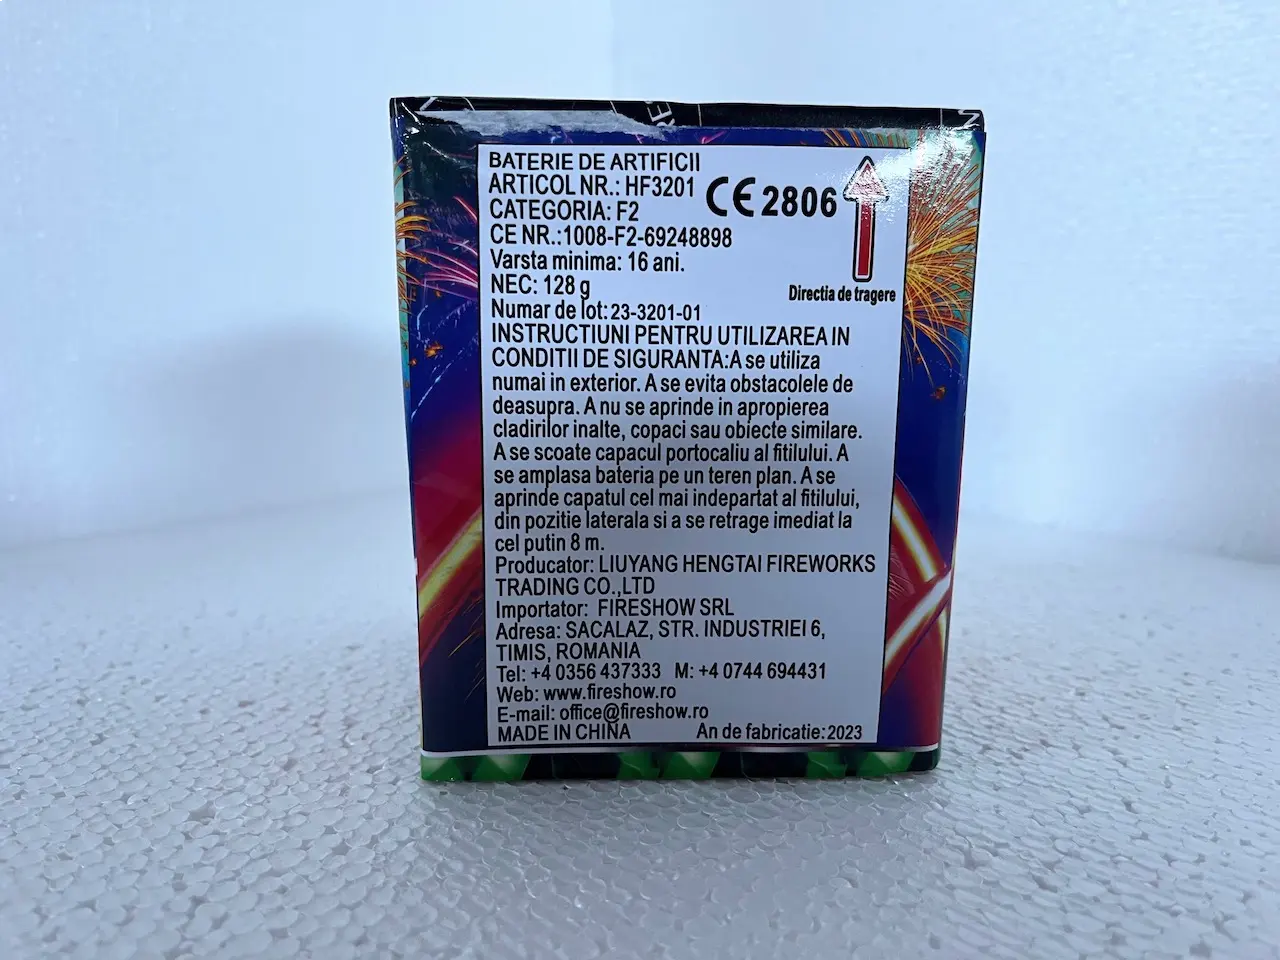 BATERIE DE ARTIFICII
ARTICOL NR.: HF3201
CE 2806
CATEGORIA: F2
CE NR.:1008-F2-69248898
Varsta minima: 16 ani.
NEC: 128 g
Directia de tragere
Numar de lot: 23-3201-01
INSTRUCTIUNI PENTRU UTILIZAREA IN
CONDITII DE SIGURANTA:A se utiliza
numai in exterior. A se evita obstacolele de
deasupra. A nu se aprinde in apropierea
cladirilor inalte, copaci sau obiecte similare.
A se scoate capacul portocaliu al fitilului. A
se amplasa bateria pe un teren plan. A se
aprinde capatul cel mai indepartat al fitilului,
din pozitie laterala si a se retrage imediat la
cel putin 8 m.
Producator: LIUYANG HENGTAI FIREWORKS
TRADING CO.,LTD
Importator: FIRESHOW SRL
Adresa: SACALAZ, STR. INDUSTRIEI 6,
TIMIS, ROMANIA
Tel: +4 0356 437333 M: +4 0744 694431
Web: www.fireshow.ro
E-mail: office@fireshow.ro
MADE IN CHINA An de fabricatie: 2023